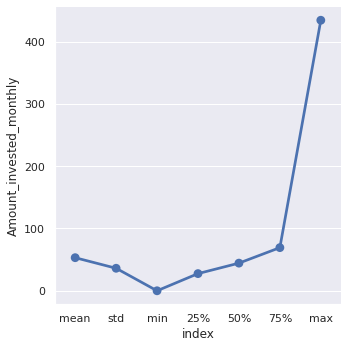 Amount_invested_monthly
400
300
200
100
0
mean std min 25% 50% 75% max
index